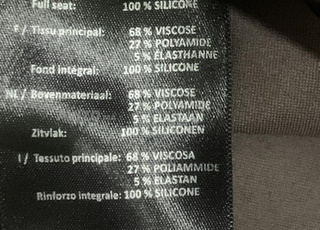 Full seat: 100 % SILICONE
F / Tissu principal: 68 % VISCOSE
27 % POLYAMIDE
5 % ÉLASTHANNE
Fond intégral: 100 % SILICONE
NL / Bovenmateriaal: 68 % VISCOSE
27 % POLYAMIDE
5 % ELASTAAN
Zitvlak: 100 % SILICONEN
I / Tessuto principale: 68 % VISCOSA
27 % POLIAMMIDE
5 % ELASTAN
Rinforzo integrale: 100 % SILICONE